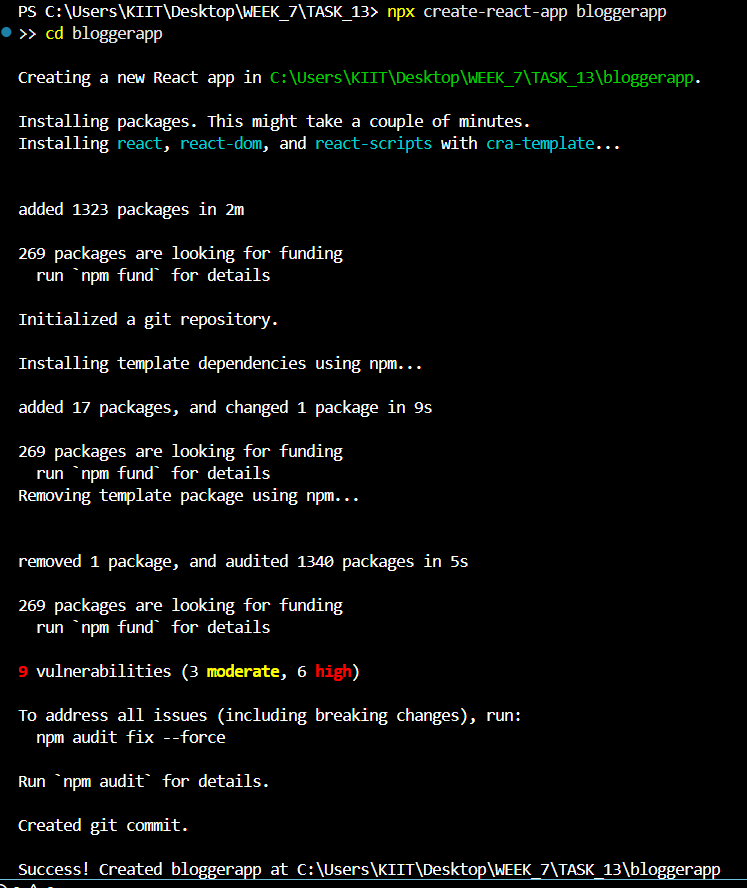 PS C:\Users\KIIT\Desktop\WEEK_7\TASK_13> npx create-react-app bloggerapp
>> cd bloggerapp
Creating a new React app in C:\Users\KIIT\Desktop\WEEK_7\TASK_13\bloggerapp.
Installing packages. This might take a couple of minutes.
Installing react, react-dom, and react-scripts with cra-template...
added 1323 packages in 2m
269 packages are looking for funding
  run `npm fund` for details
Initialized a git repository.
Installing template dependencies using npm...
added 17 packages, and changed 1 package in 9s
269 packages are looking for funding
  run `npm fund` for details
Removing template package using npm...
removed 1 package, and audited 1340 packages in 5s
269 packages are looking for funding
  run `npm fund` for details
9 vulnerabilities (3 moderate, 6 high)
To address all issues (including breaking changes), run:
  npm audit fix --force
Run `npm audit` for details.
Created git commit.
Success! Created bloggerapp at C:\Users\KIIT\Desktop\WEEK_7\TASK_13\bloggerapp